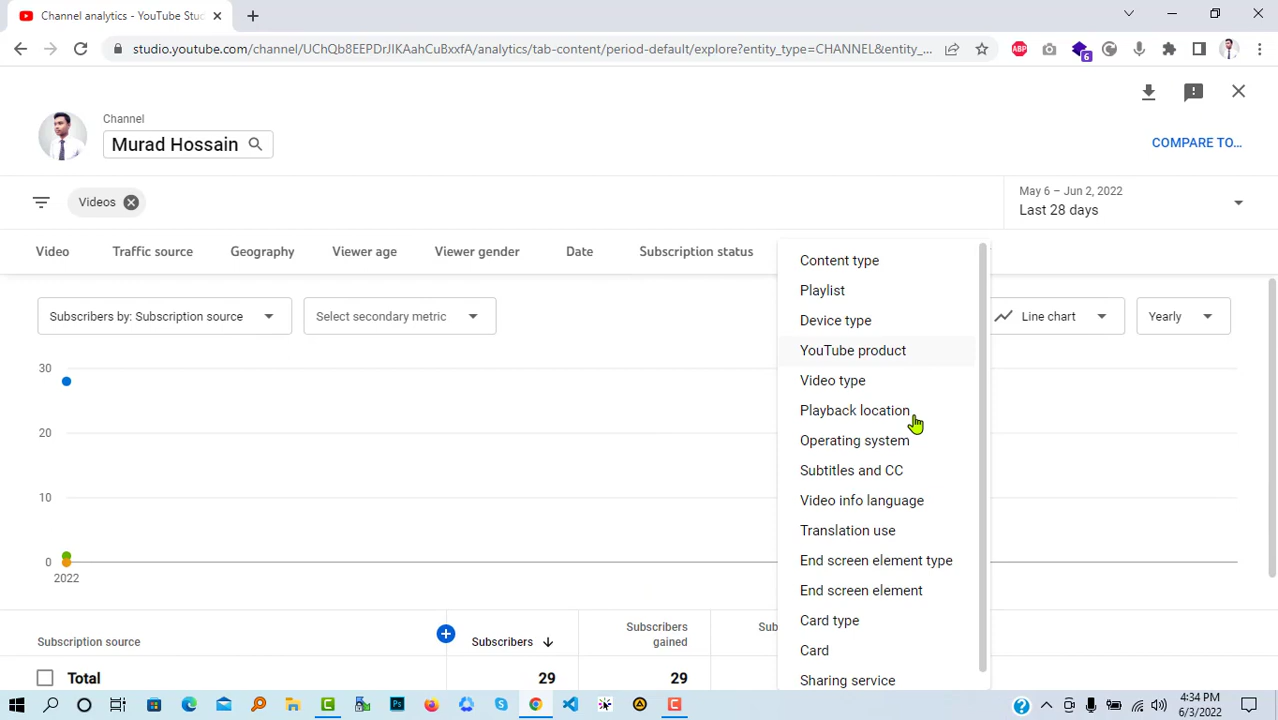 Channel analytics - YouTube Stuc
studio.youtube.com/channel/UChQb8EEPDrJIKAahCuBxxfA/analytics/tab-content/period-default/explore?entity_type=CHANNEL&entity_...
ABP
6
Channel
Murad Hossain
COMPARE TO...
Videos
May 6 – Jun 2, 2022
Last 28 days
Video Traffic source Geography Viewer age Viewer gender Date Subscription status
Content type
Playlist
Device type
YouTube product
Video type
Playback location
Operating system
Subtitles and CC
Video info language
Translation use
End screen element type
End screen element
Card type
Card
Sharing service
Subscribers by: Subscription source
Select secondary metric
Line chart
Yearly
30
20
10
0
2022
Subscription source
Subscribers
Subscribers
gained
Sub
Total 29 29
4:34 PM
6/3/2022